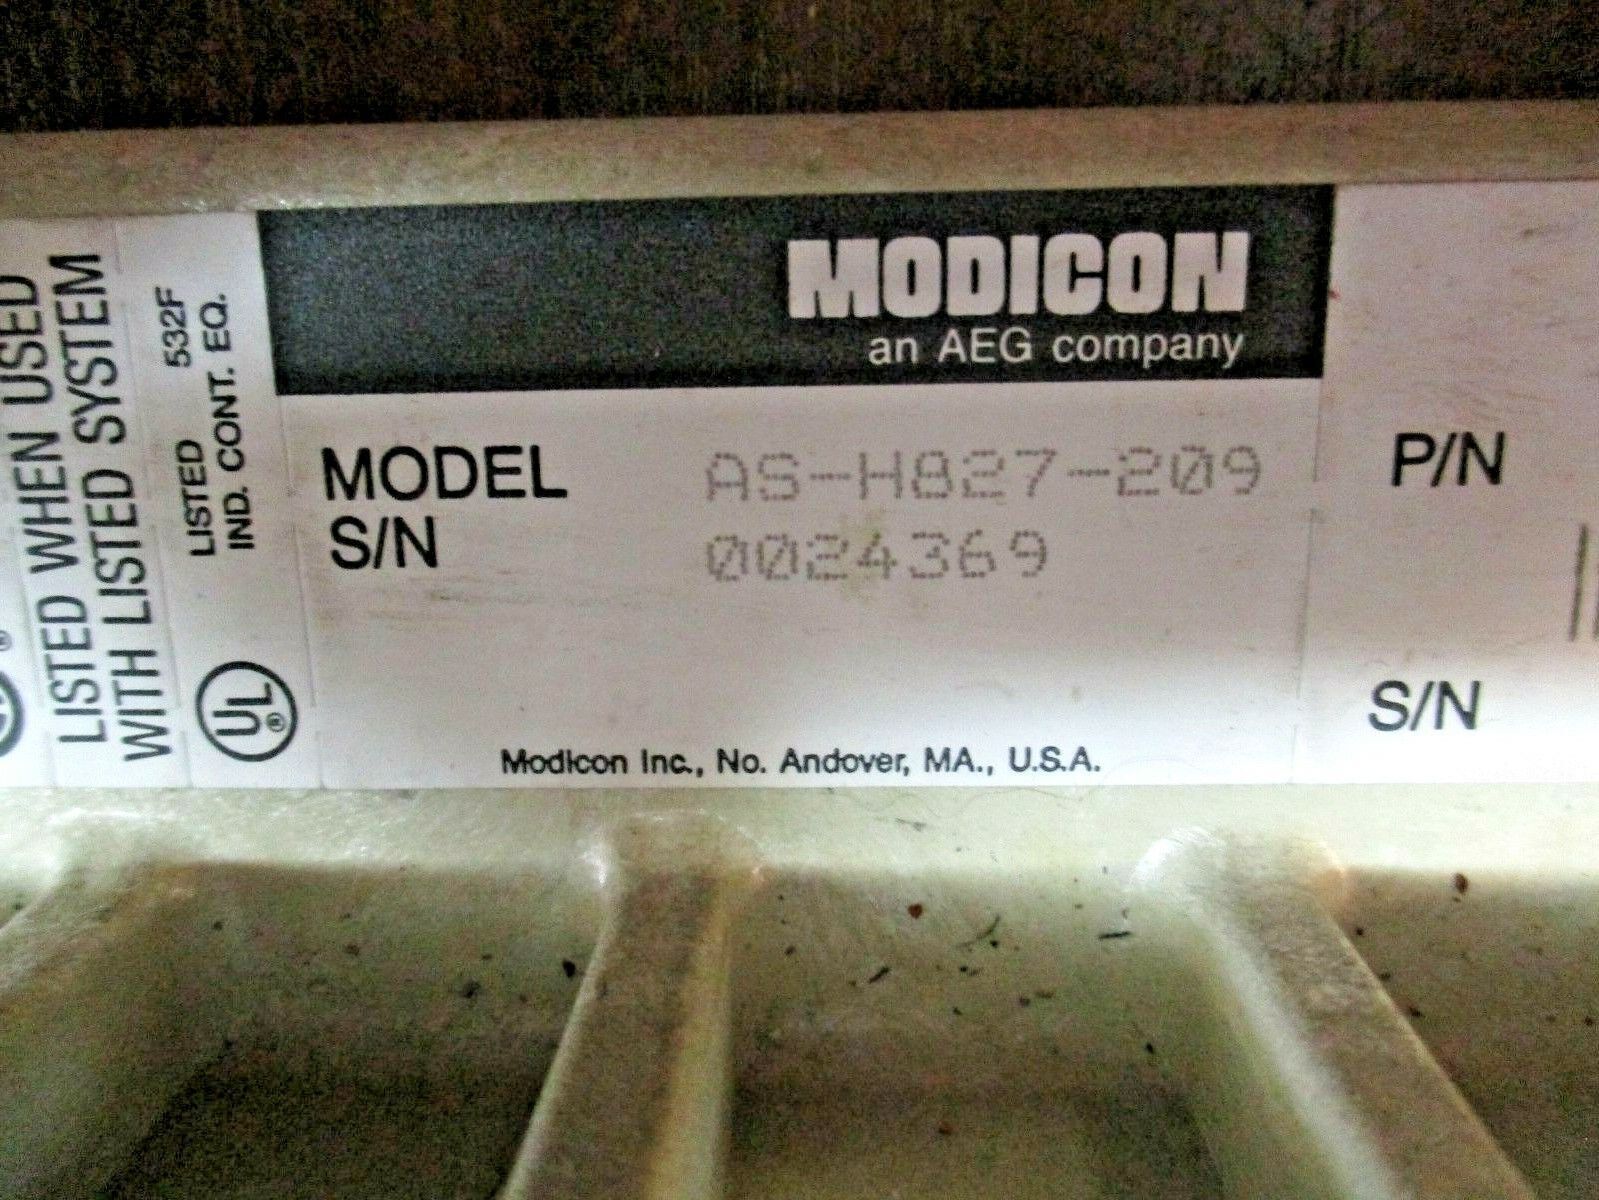 LISTED WHEN USED
WITH LISTED SYSTEM
LISTED 532F
IND. CONT. EQ.
UL®
®
MODICON
an AEG company
MODEL AS-H827-209
S/N 0024369
Modicon Inc., No. Andover, MA., U.S.A.
P/N
S/N